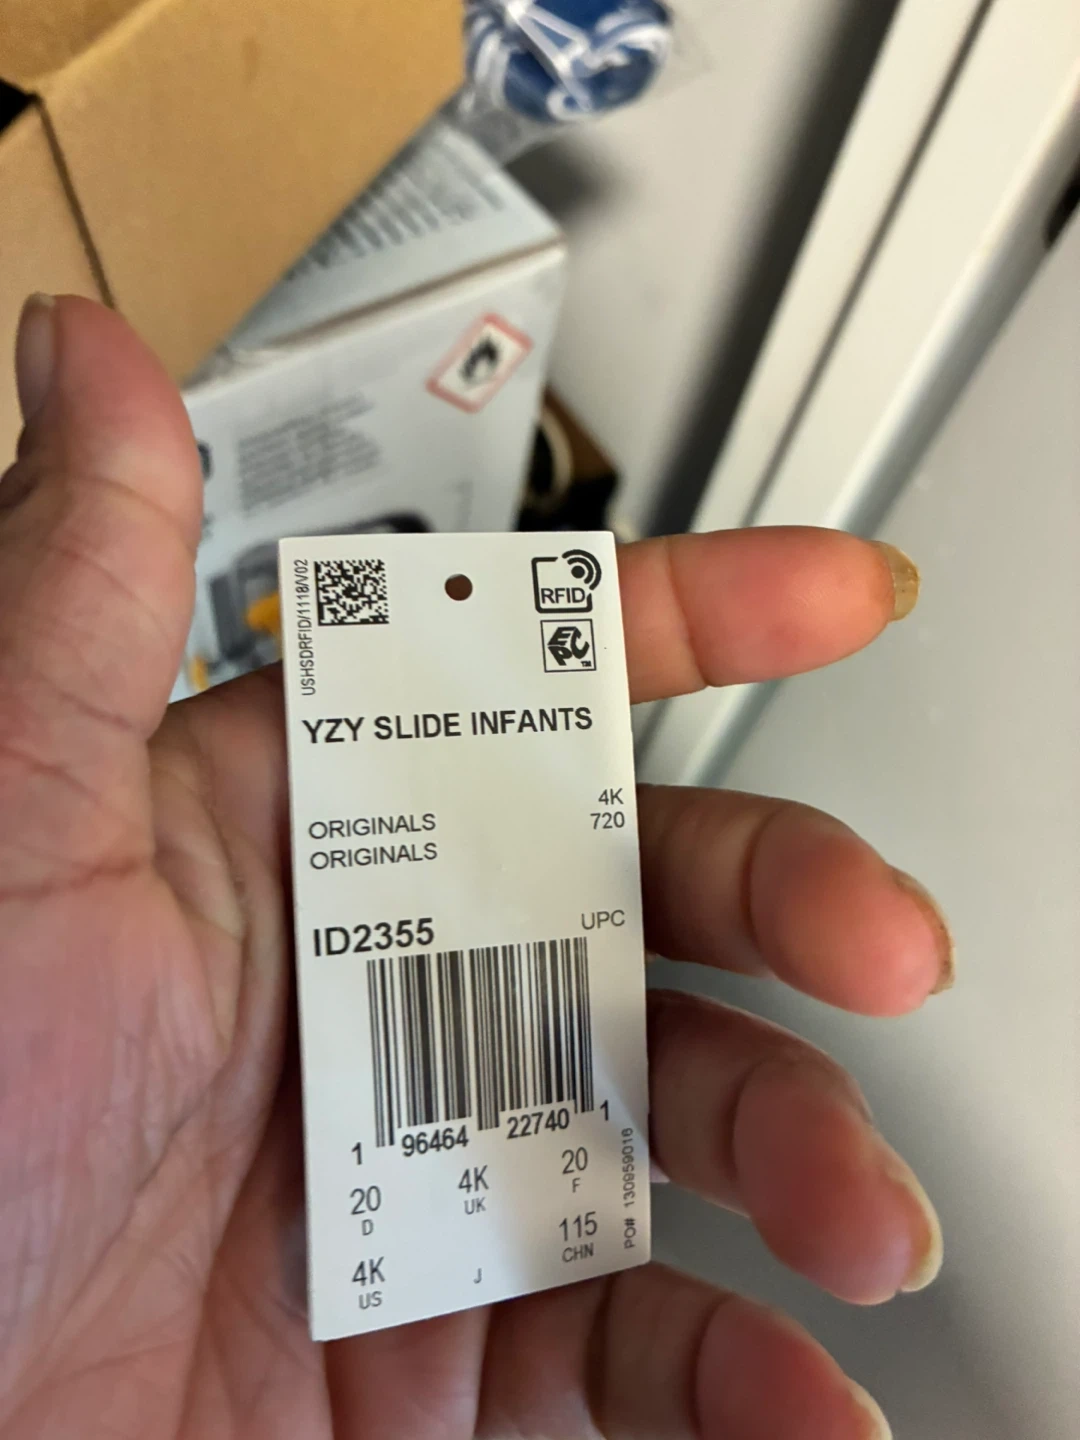 USHSDRFID/1118/V02
RFID
EPC™
YZY SLIDE INFANTS
4K
ORIGINALS 720
ORIGINALS
ID2355 UPC
1 96464 22740 1
20 4K 20
D UK F
4K 115
US J CHN
PO# 130959016